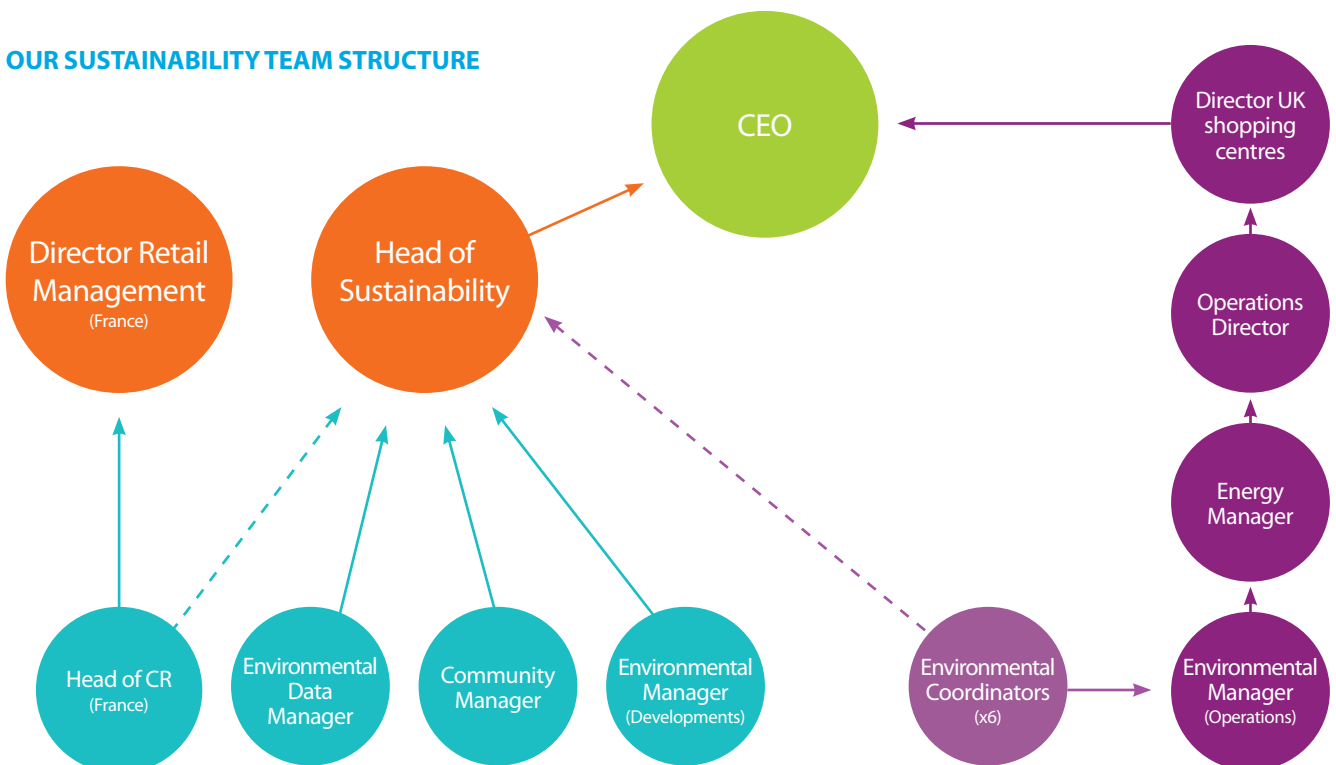 OUR SUSTAINABILITY TEAM STRUCTURE
CEO
Director UK
shopping
centres
Director Retail
Management
(France)
Head of
Sustainability
Operations
Director
Energy
Manager
Head of CR
(France)
Environmental
Data
Manager
Community
Manager
Environmental
Manager
(Developments)
Environmental
Coordinators
(x6)
Environmental
Manager
(Operations)